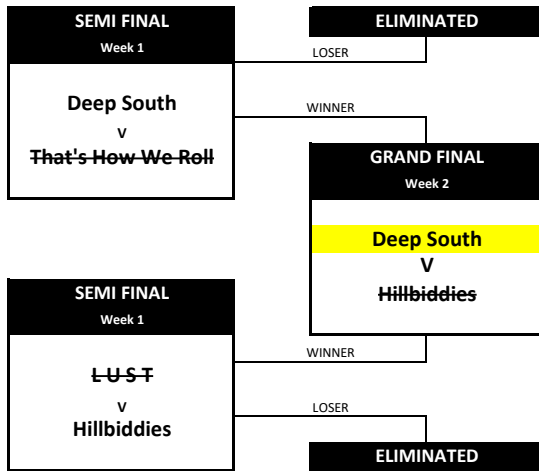 SEMI FINAL
Week 1
Deep South
v
That's How We Roll
ELIMINATED
LOSER
WINNER
GRAND FINAL
Week 2
Deep South
V
Hillbiddies
SEMI FINAL
Week 1
L U S T
v
Hillbiddies
WINNER
LOSER
ELIMINATED